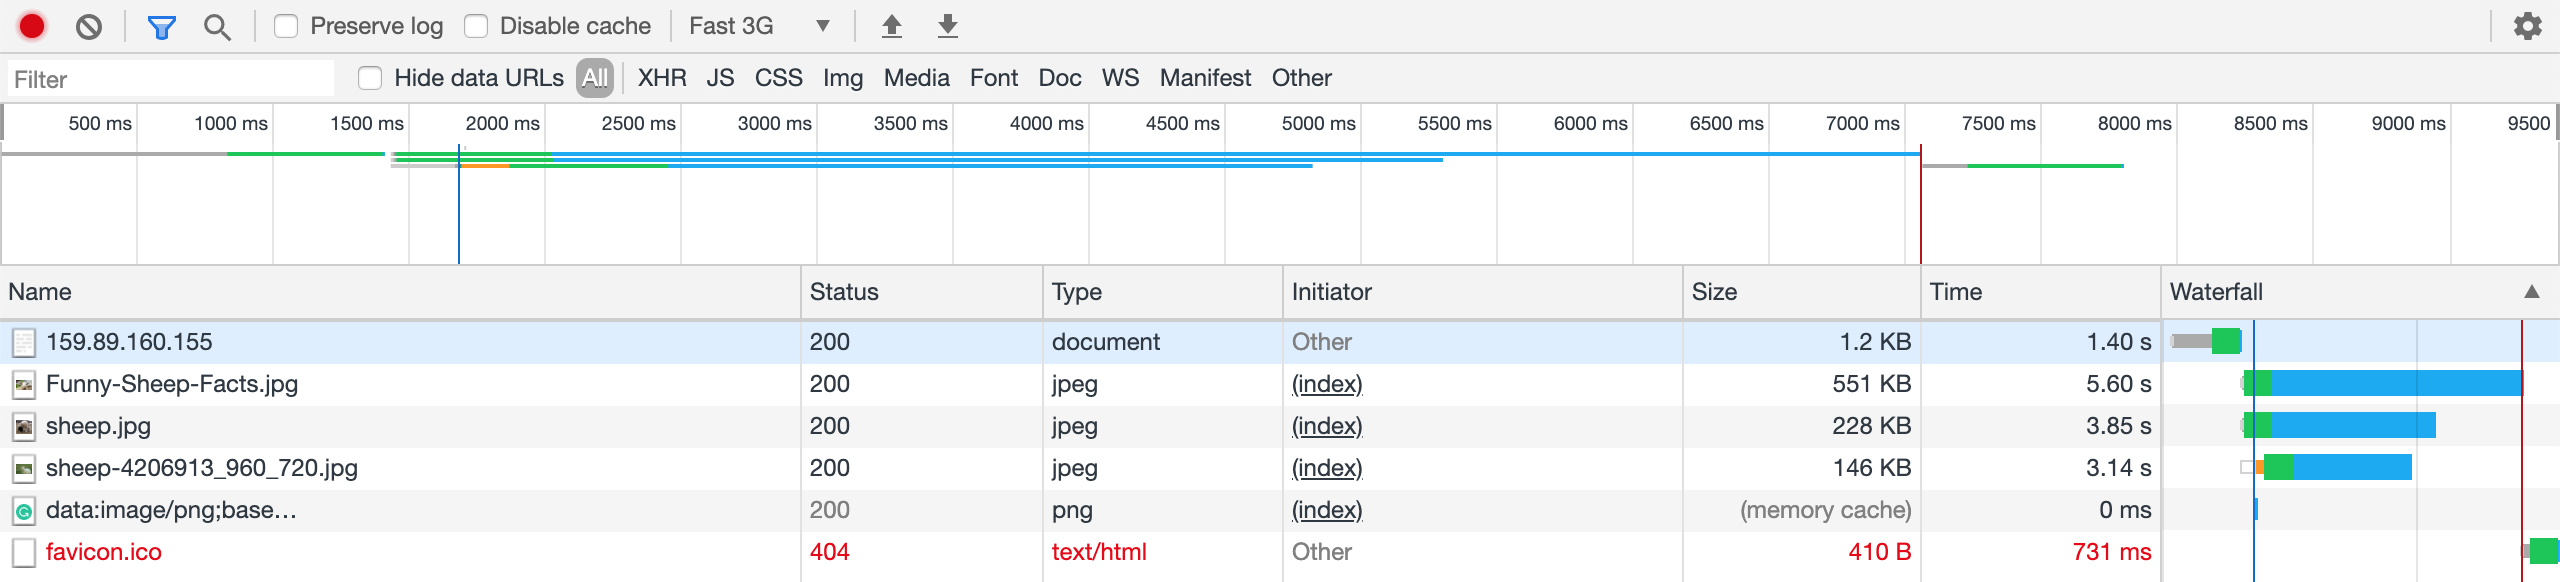 Preserve log Disable cache Fast 3G ▼
Filter Hide data URLs All XHR JS CSS Img Media Font Doc WS Manifest Other
500 ms 1000 ms 1500 ms 2000 ms 2500 ms 3000 ms 3500 ms 4000 ms 4500 ms 5000 ms 5500 ms 6000 ms 6500 ms 7000 ms 7500 ms 8000 ms 8500 ms 9000 ms 9500
Name Status Type Initiator Size Time Waterfall ▲
159.89.160.155 200 document Other 1.2 KB 1.40 s
Funny-Sheep-Facts.jpg 200 jpeg (index) 551 KB 5.60 s
sheep.jpg 200 jpeg (index) 228 KB 3.85 s
sheep-4206913_960_720.jpg 200 jpeg (index) 146 KB 3.14 s
data:image/png;base… 200 png (index) (memory cache) 0 ms
favicon.ico 404 text/html Other 410 B 731 ms